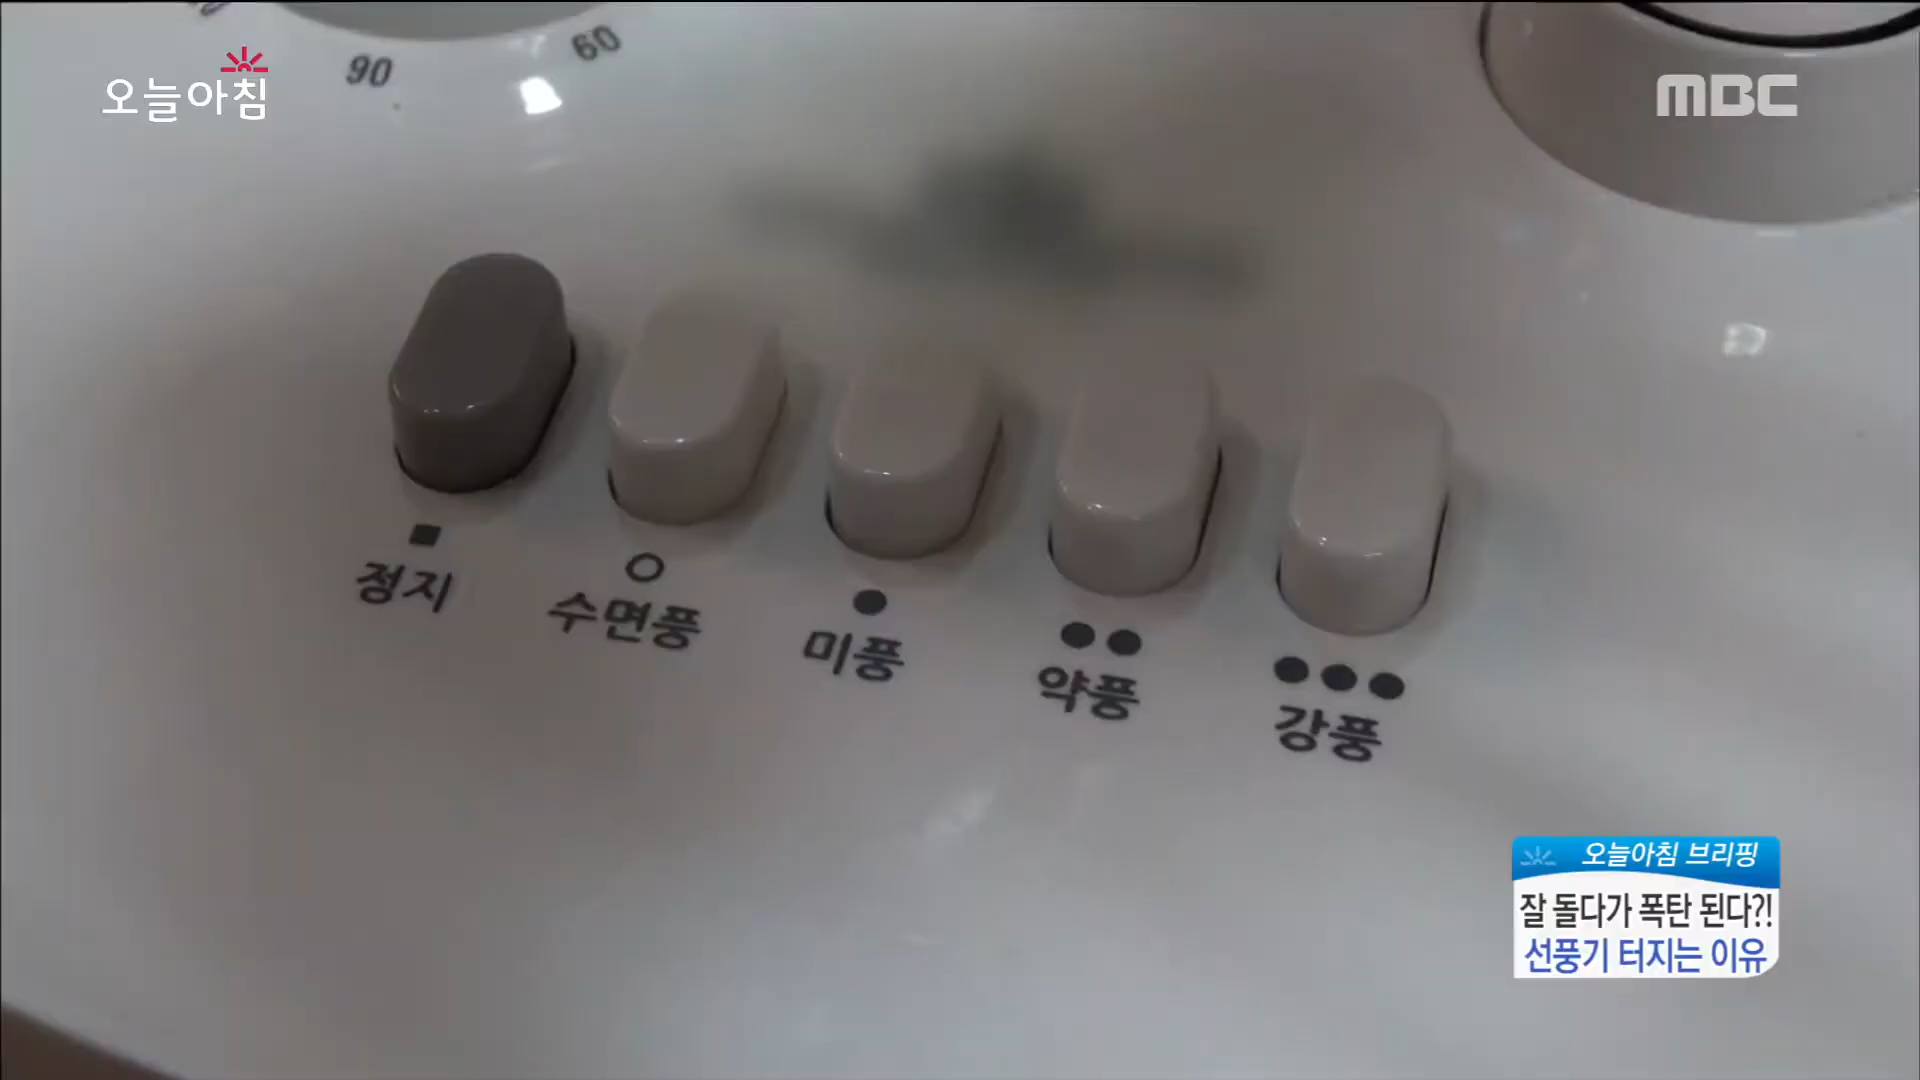 90
60
오늘아침
MBC
정지
수면풍
미풍
약풍
강풍
오늘아침 브리핑
잘 돌다가 폭탄 된다?!
선풍기 터지는 이유